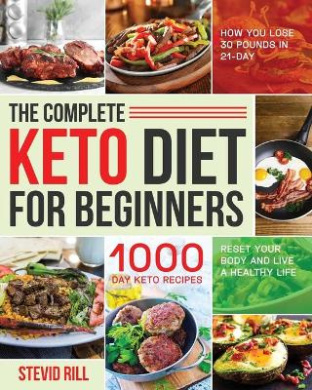 HOW YOU LOSE
30 POUNDS IN
21-DAY
THE COMPLETE
KETO DIET
FOR BEGINNERS
1000
DAY KETO RECIPES
RESET YOUR
BODY AND LIVE
A HEALTHY LIFE
STEVID RILL